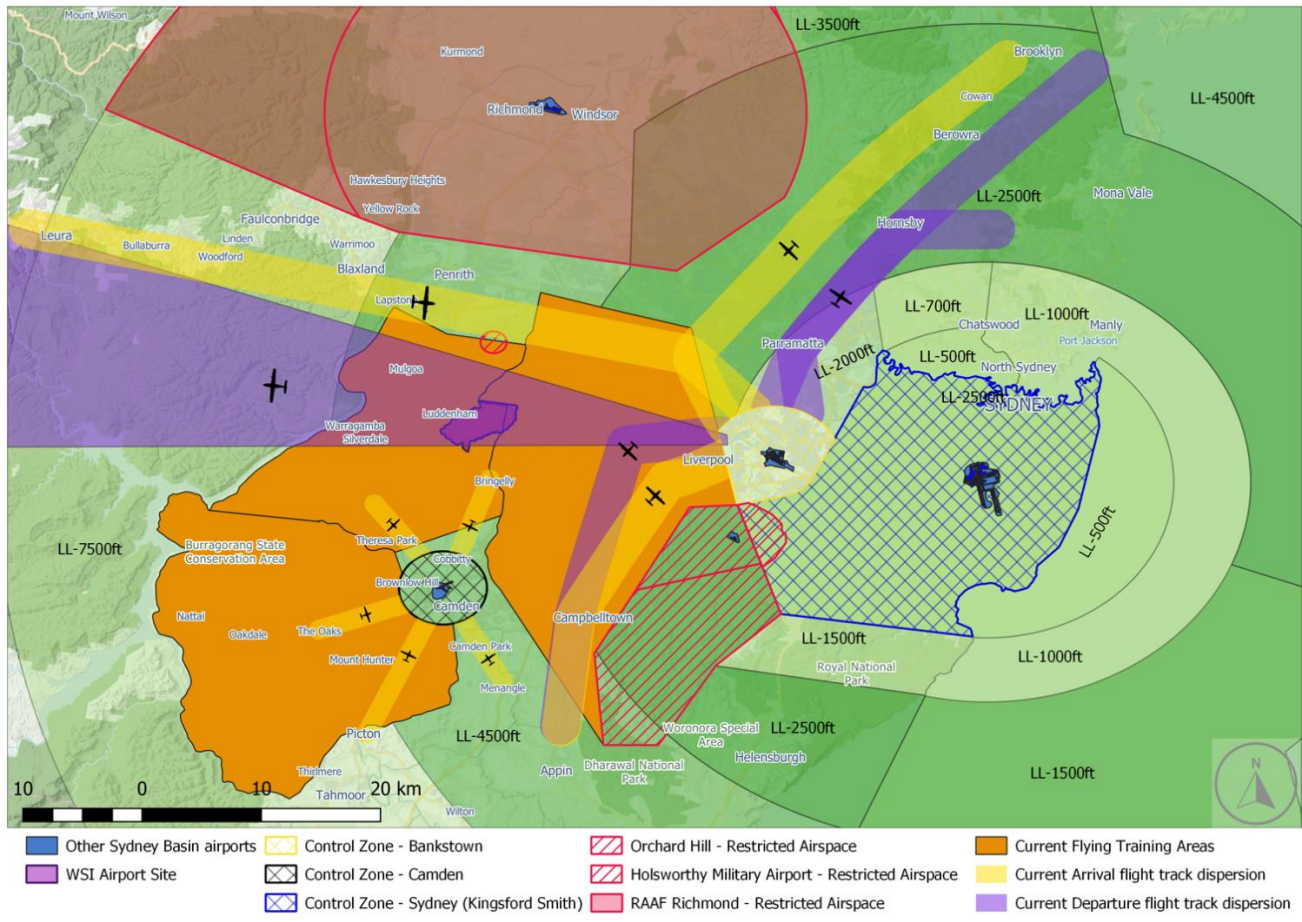 Mount Wilson
LL-3500ft
Kurmond
Brooklyn
Cowan
LL-4500ft
Richmond
Windsor
Berowra
Hawkesbury Heights
Yellow Rock
LL-2500ft
Mona Vale
Faulconbridge
Hornsby
Leura
Bullaburra
Linden
Woodford
Warrimoo
Blaxland
Penrith
Lapstone
LL-700ft
LL-1000ft
Chatswood
Manly
Port Jackson
Parramatta
LL-2000ft
LL-500ft
North Sydney
Mulgoa
LL-2500ft
SYDNEY
Luddenham
Warragamba
Silverdale
Liverpool
Bringelly
LL-500ft
LL-7500ft
Burragorang State
Conservation Area
Theresa Park
Cobbitty
Brownlow Hill
Camden
Nattai
Oakdale
The Oaks
Campbelltown
Mount Hunter
Camden Park
Menangle
LL-1500ft
Royal National
Park
LL-1000ft
Picton
LL-4500ft
Woronora Special
Area
LL-2500ft
Helensburgh
Appin
Dharawal National
Park
LL-1500ft
Thirlmere
Tahmoor
Wilton
10 0 10 20 km
N
Other Sydney Basin airports
WSI Airport Site
Control Zone - Bankstown
Control Zone - Camden
Control Zone - Sydney (Kingsford Smith)
Orchard Hill - Restricted Airspace
Holsworthy Military Airport - Restricted Airspace
RAAF Richmond - Restricted Airspace
Current Flying Training Areas
Current Arrival flight track dispersion
Current Departure flight track dispersion